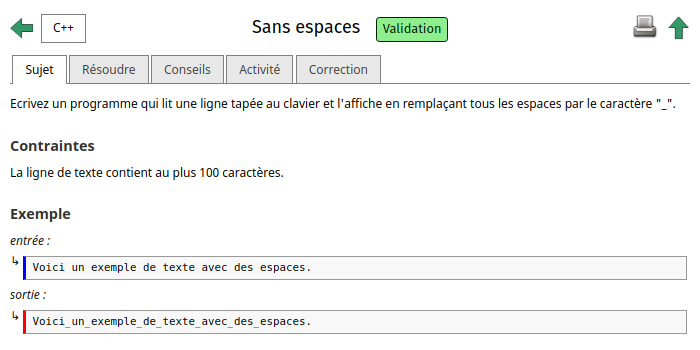 C++ Sans espaces Validation
Sujet Résoudre Conseils Activité Correction
Ecrivez un programme qui lit une ligne tapée au clavier et l'affiche en remplaçant tous les espaces par le caractère "_".
Contraintes
La ligne de texte contient au plus 100 caractères.
Exemple
entrée :
Voici un exemple de texte avec des espaces.
sortie :
Voici_un_exemple_de_texte_avec_des_espaces.